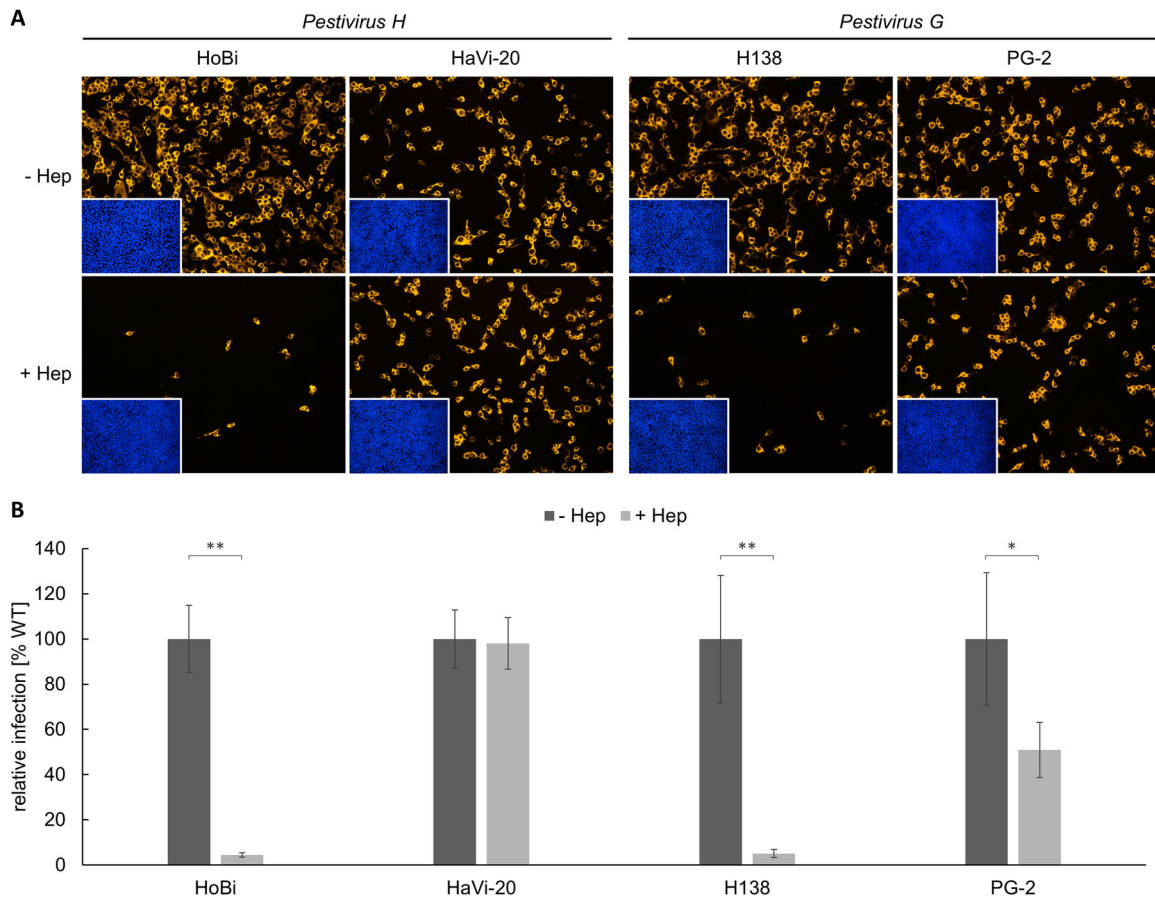 A
Pestivirus H
Pestivirus G
HoBi
HaVi-20
H138
PG-2
- Hep
+ Hep
B
- Hep
+ Hep
relative infection [% WT]
140
120
100
80
60
40
20
0
**
**
*
HoBi
HaVi-20
H138
PG-2